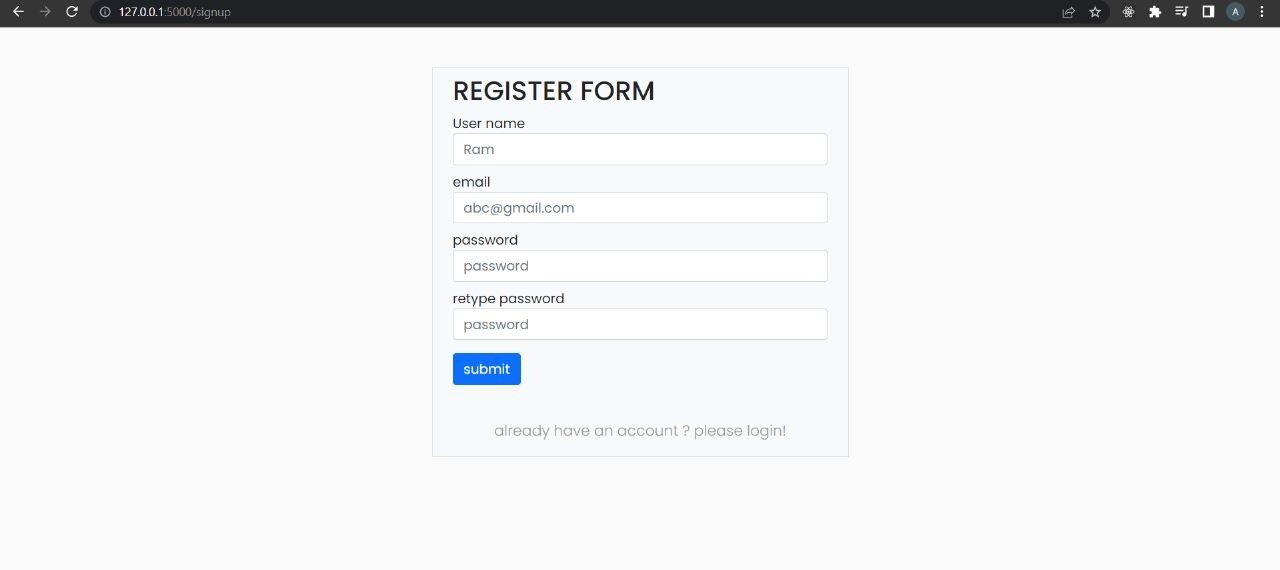 127.0.0.1:5000/signup
A
REGISTER FORM
User name
Ram
email
abc@gmail.com
password
password
retype password
password
submit
already have an account ? please login!